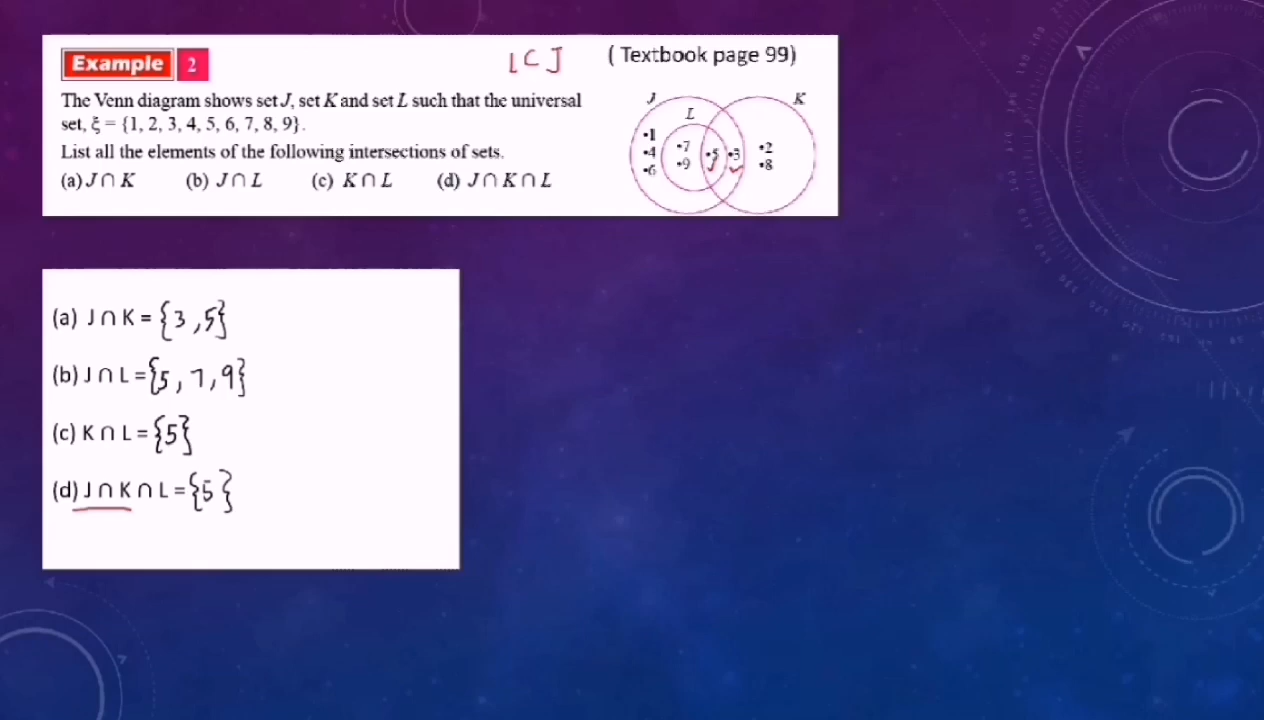 Example 2
L ⊂ J
( Textbook page 99)
The Venn diagram shows set J, set K and set L such that the universal
set, ξ = {1, 2, 3, 4, 5, 6, 7, 8, 9}.
List all the elements of the following intersections of sets.
(a) J ∩ K (b) J ∩ L (c) K ∩ L (d) J ∩ K ∩ L
J K
L
•1 •7 •5 •3 •2
•4 •9 •8
•6
(a) J ∩ K = {3 ,5}
(b) J ∩ L = {5, 7, 9}
(c) K ∩ L = {5}
(d) J ∩ K ∩ L = {5}